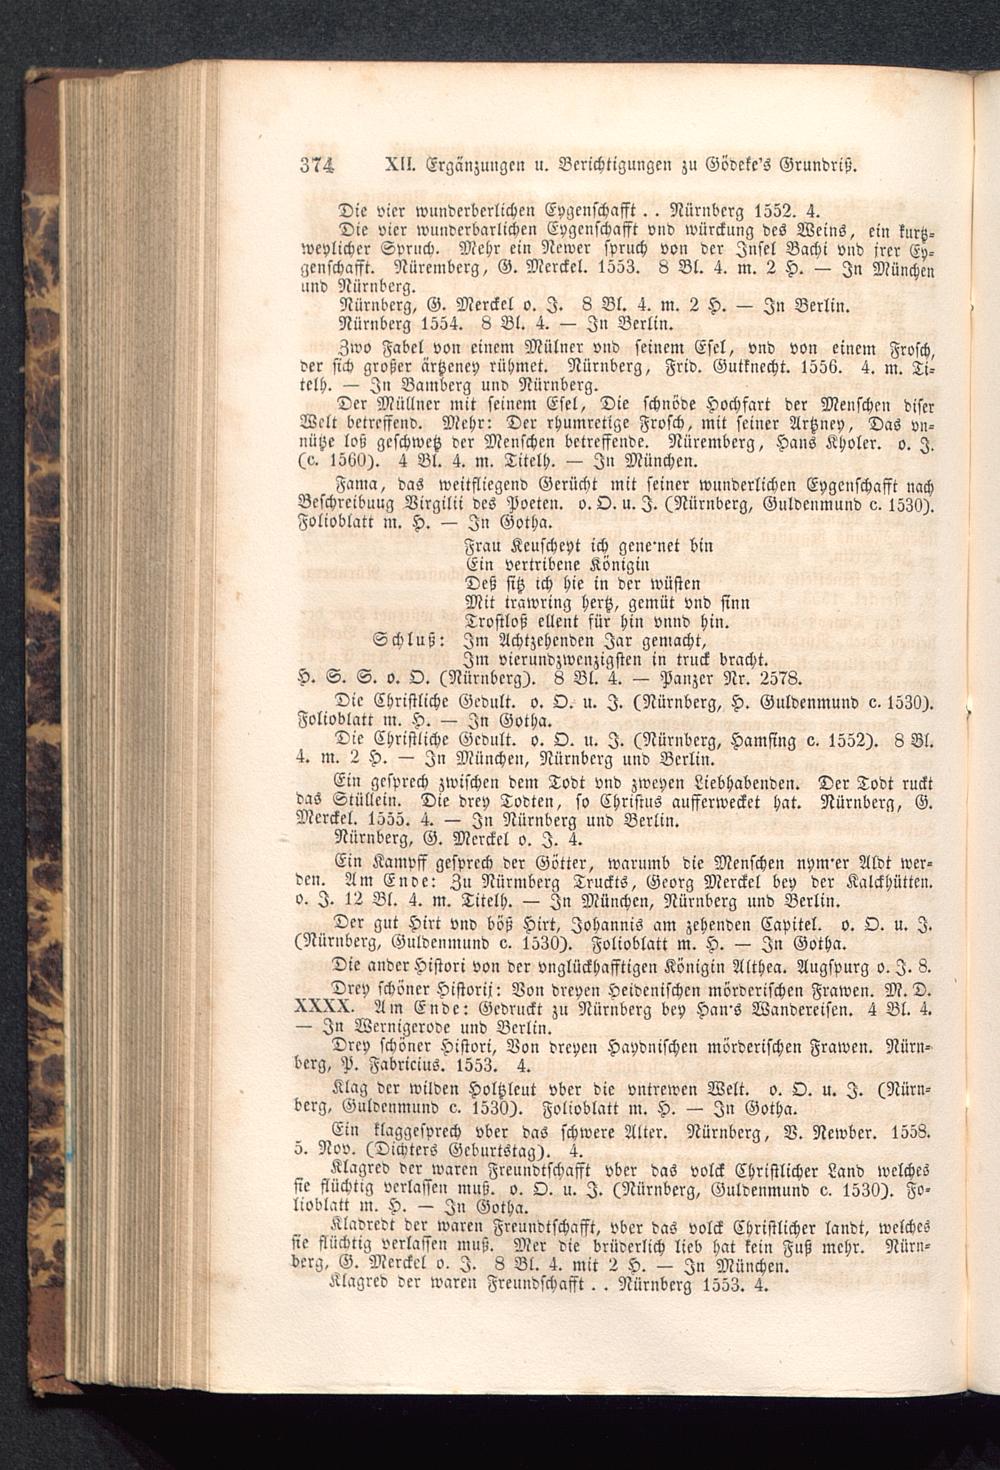 374 XII. Ergänzungen u. Berichtigungen zu Gödeke's Grundriß.
Die vier wunderberlichen Eygenschafft . . Nürnberg 1552. 4.
Die vier wunderbarlichen Eygenschafft vnd würckung des Weins, ein kurtz-
weylicher Spruch. Mehr ein Newer spruch von der Insel Bachi vnd jrer Ey-
genschafft. Nüremberg, G. Merckel. 1553. 8 Bl. 4. m. 2 H. — In München
und Nürnberg.
Nürnberg, G. Merckel o. J. 8 Bl. 4. m. 2 H. — In Berlin.
Nürnberg 1554. 8 Bl. 4. — In Berlin.
Zwo Fabel von einem Mülner vnd seinem Esel, vnd von einem Frosch,
der sich großer ärtzeney rühmet. Nürnberg, Frid. Gutknecht. 1556. 4. m. Ti-
telh. — In Bamberg und Nürnberg.
Der Müllner mit seinem Esel, Die schnöde Hochfart der Menschen diser
Welt betreffend. Mehr: Der rhumretige Frosch, mit seiner Artzney, Das vn-
nütze loß geschwetz der Menschen betreffende. Nüremberg, Hans Kholer. o. J.
(c. 1560). 4 Bl. 4. m. Titelh. — In München.
Fama, das weitfliegend Gerücht mit seiner wunderlichen Eygenschafft nach
Beschreibung Virgilii des Poeten. o. O. u. J. (Nürnberg, Guldenmund c. 1530).
Folioblatt m. H. — In Gotha.
Frau Keuscheyt ich gene·net bin
Ein vertribene Königin
Deß sitz ich hie in der wüsten
Mit trawring hertz, gemüt vnd sinn
Trostloß ellent für hin vnnd hin.
Schluß: Im Achtzehenden Jar gemacht,
Im vierundzwenzigsten in truck bracht.
H. S. S. o. O. (Nürnberg). 8 Bl. 4. — Panzer Nr. 2578.
Die Christliche Gedult. o. O. u. J. (Nürnberg, H. Guldenmund c. 1530).
Folioblatt m. H. — In Gotha.
Die Christliche Gedult. o. O. u. J. (Nürnberg, Hamsing c. 1552). 8 Bl.
4. m. 2 H. — In München, Nürnberg und Berlin.
Ein gesprech zwischen dem Todt vnd zweyen Liebhabenden. Der Todt ruckt
das Stüllein. Die drey Todten, so Christus aufferwecket hat. Nürnberg, G.
Merckel. 1555. 4. — In Nürnberg und Berlin.
Nürnberg, G. Merckel o. J. 4.
Ein Kampff gesprech der Götter, warumb die Menschen nym·er Aldt wer-
den. Am Ende: Zu Nürmberg Truckts, Georg Merckel bey der Kalckhütten.
o. J. 12 Bl. 4. m. Titelh. — In München, Nürnberg und Berlin.
Der gut Hirt vnd böß Hirt, Johannis am zehenden Capitel. o. O. u. J.
(Nürnberg, Guldenmund c. 1530). Folioblatt m. H. — In Gotha.
Die ander Histori von der vnglückhafftigen Königin Althea. Augspurg o. J. 8.
Drey schöner Historij: Von dreyen Heidenischen mörderischen Frawen. M. D.
XXXX. Am Ende: Gedruckt zu Nürnberg bey Han's Wandereisen. 4 Bl. 4.
— In Wernigerode und Berlin.
Drey schöner Histori, Von dreyen Haydnischen mörderischen Frawen. Nürn-
berg, P. Fabricius. 1553. 4.
Klag der wilden Holtzleut vber die vntrewen Welt. o. O. u. J. (Nürn-
berg, Guldenmund c. 1530). Folioblatt m. H. — In Gotha.
Ein klaggesprech vber das schwere Alter. Nürnberg, V. Newber. 1558.
5. Nov. (Dichters Geburtstag). 4.
Klagred der waren Freundtschafft vber das volck Christlicher Land welches
sie flüchtig verlassen muß. o. O. u. J. (Nürnberg, Guldenmund c. 1530). Fo-
lioblatt m. H. — In Gotha.
Kladredt der waren Freundtschafft, vber das volck Christlicher landt, welches
sie flüchtig verlassen muß. Mer die brüderlich lieb hat kein Fuß mehr. Nürn-
berg, G. Merckel o. J. 8 Bl. 4. mit 2 H. — In München.
Klagred der waren Freundschafft . . Nürnberg 1553. 4.